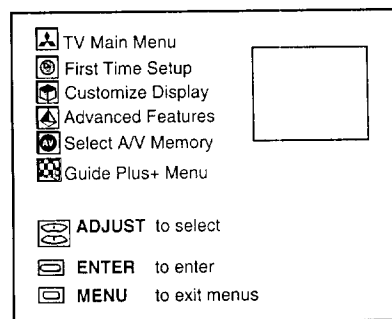 TV Main Menu
First Time Setup
Customize Display
Advanced Features
AV Select A/V Memory
Guide Plus+ Menu
ADJUST to select
ENTER to enter
MENU to exit menus